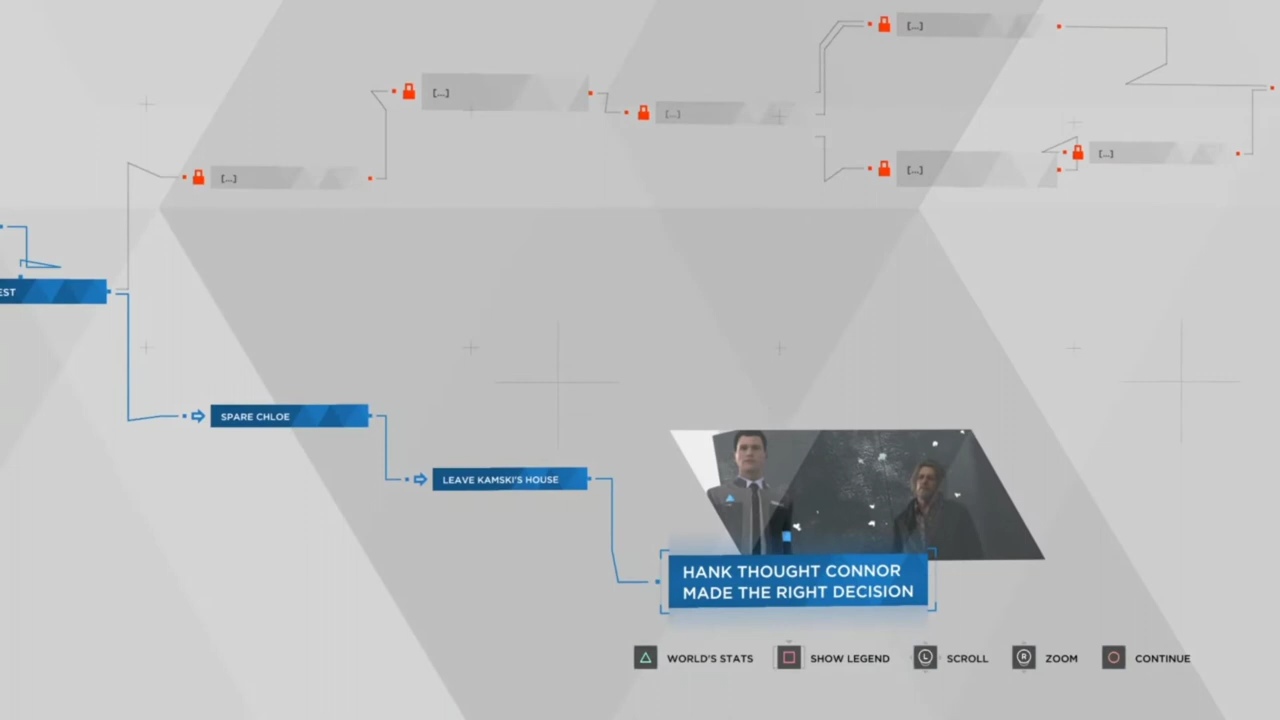 [...]
[...]
[...]
[...]
[...]
[...]
EST
SPARE CHLOE
LEAVE KAMSKI'S HOUSE
HANK THOUGHT CONNOR
MADE THE RIGHT DECISION
WORLD'S STATS
SHOW LEGEND
L
SCROLL
R
ZOOM
CONTINUE